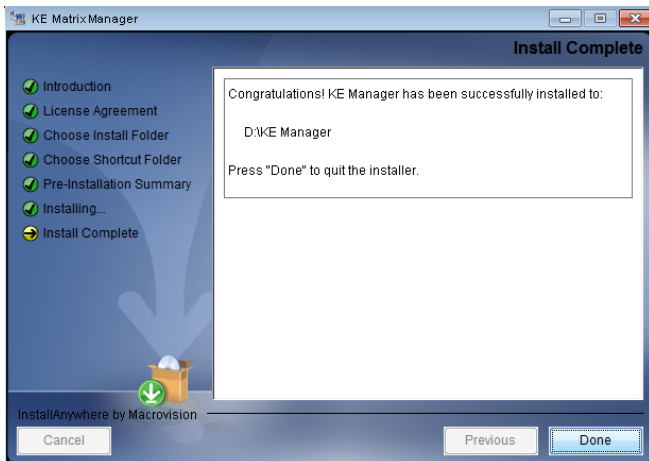 KE MatrixManager
Install Complete
Introduction
License Agreement
Choose Install Folder
Choose Shortcut Folder
Pre-Installation Summary
Installing...
Install Complete
Congratulations! KE Manager has been successfully installed to:
D:\KE Manager
Press "Done" to quit the installer.
InstallAnywhere by Macrovision
Cancel
Previous
Done